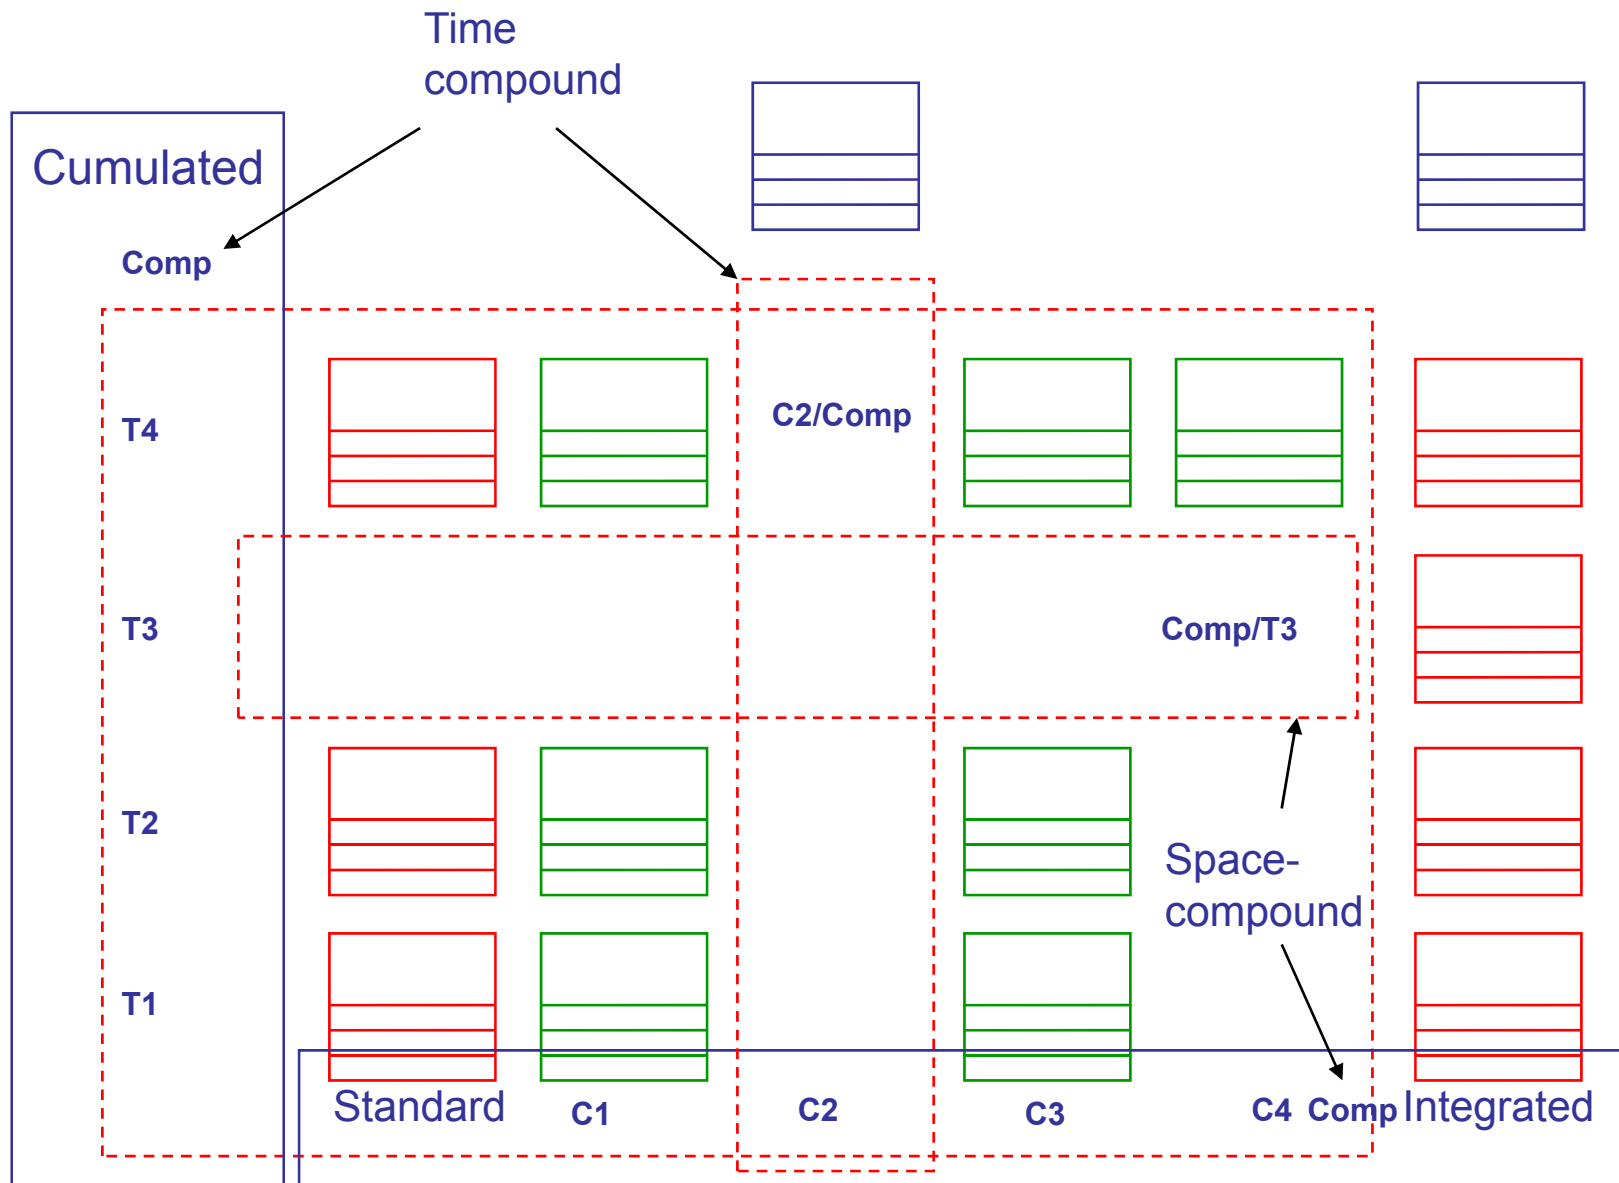 Time
compound
Cumulated
Comp
T4
C2/Comp
T3
Comp/T3
T2
Space-
compound
T1
Standard
C1
C2
C3
C4
Comp
Integrated